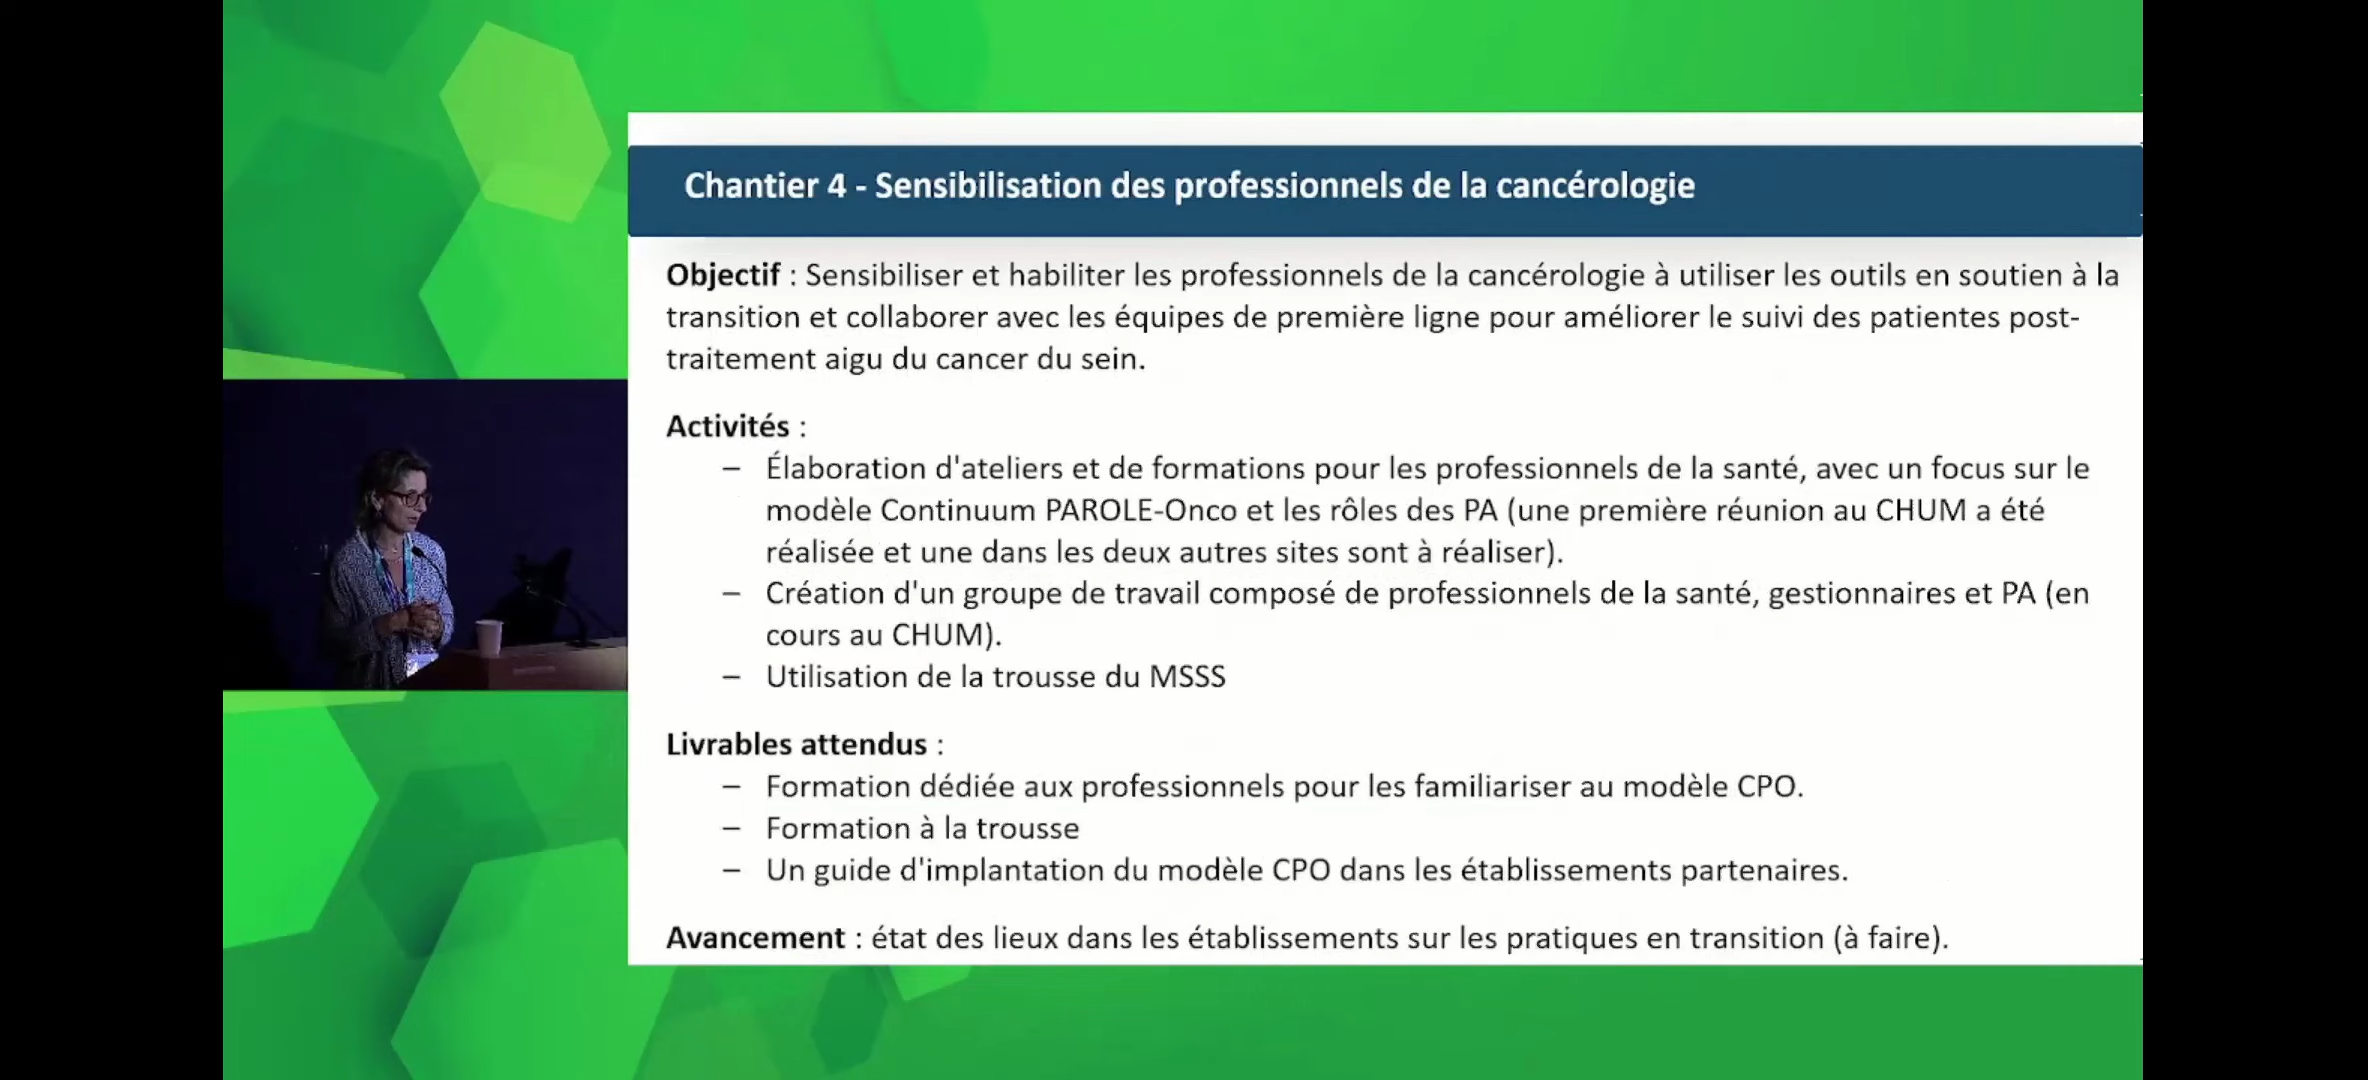 Chantier 4 - Sensibilisation des professionnels de la cancérologie
Objectif : Sensibiliser et habiliter les professionnels de la cancérologie à utiliser les outils en soutien à la
transition et collaborer avec les équipes de première ligne pour améliorer le suivi des patientes post-
traitement aigu du cancer du sein.
Activités :
– Élaboration d'ateliers et de formations pour les professionnels de la santé, avec un focus sur le
modèle Continuum PAROLE-Onco et les rôles des PA (une première réunion au CHUM a été
réalisée et une dans les deux autres sites sont à réaliser).
– Création d'un groupe de travail composé de professionnels de la santé, gestionnaires et PA (en
cours au CHUM).
– Utilisation de la trousse du MSSS
Livrables attendus :
– Formation dédiée aux professionnels pour les familiariser au modèle CPO.
– Formation à la trousse
– Un guide d'implantation du modèle CPO dans les établissements partenaires.
Avancement : état des lieux dans les établissements sur les pratiques en transition (à faire).